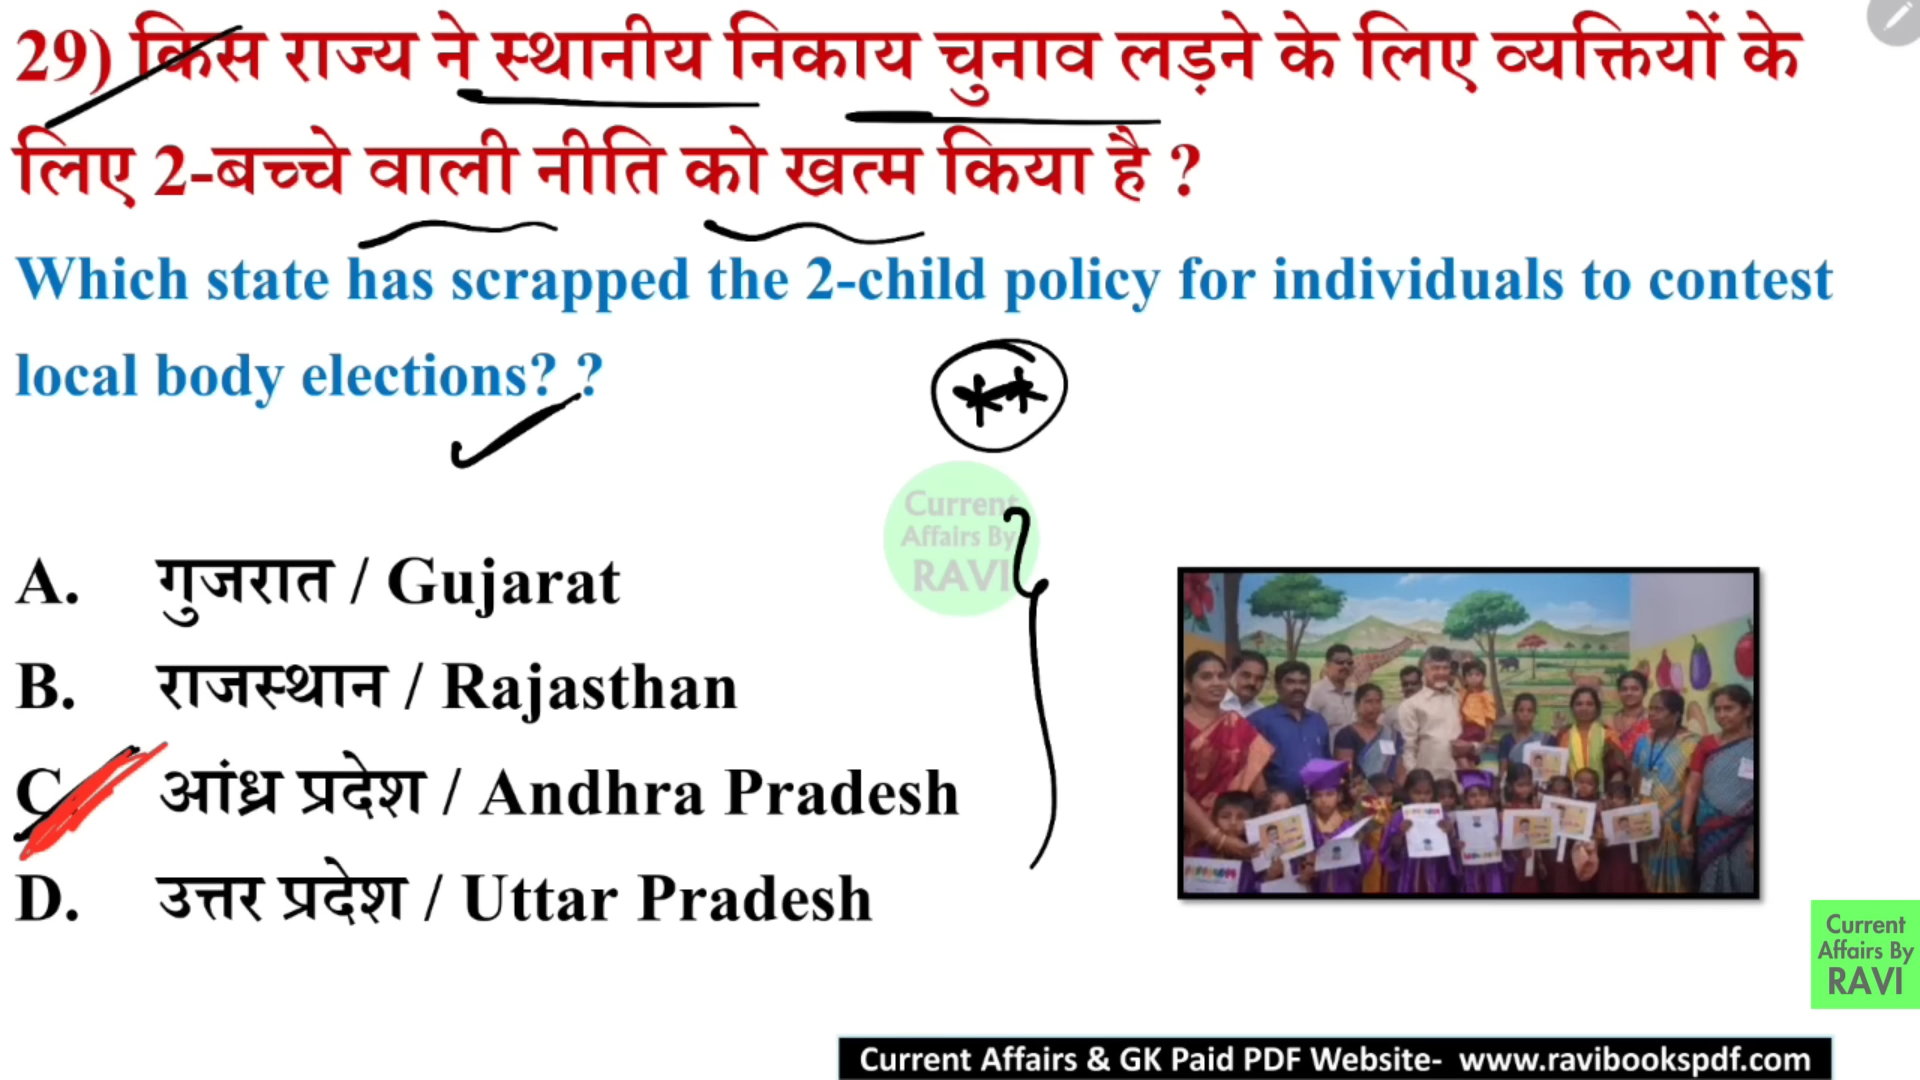 29) किस राज्य ने स्थानीय निकाय चुनाव लड़ने के लिए व्यक्तियों के
लिए 2-बच्चे वाली नीति को खत्म किया है ?
Which state has scrapped the 2-child policy for individuals to contest
local body elections? ?
Current
Affairs By
RAVI
A. गुजरात / Gujarat
B. राजस्थान / Rajasthan
C आंध्र प्रदेश / Andhra Pradesh
D. उत्तर प्रदेश / Uttar Pradesh
Current
Affairs By
RAVI
Current Affairs & GK Paid PDF Website- www.ravibookspdf.com